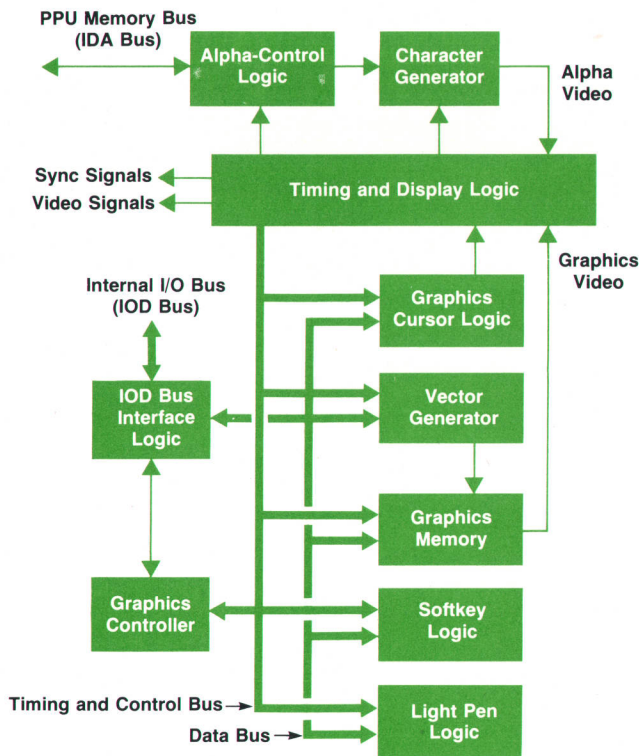 PPU Memory Bus
(IDA Bus)
Alpha-Control
Logic
Character
Generator
Alpha
Video
Sync Signals
Video Signals
Timing and Display Logic
Graphics
Video
Internal I/O Bus
(IOD Bus)
Graphics
Cursor Logic
IOD Bus
Interface
Logic
Vector
Generator
Graphics
Memory
Graphics
Controller
Softkey
Logic
Timing and Control Bus
Data Bus
Light Pen
Logic